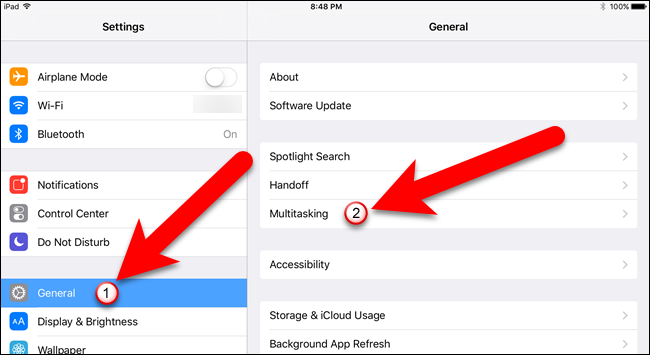 iPad 8:48 PM 100%
Settings General
Airplane Mode
Wi-Fi
Bluetooth On
Notifications
Control Center
Do Not Disturb
General 1
AA Display & Brightness
Wallpaper
About
Software Update
Spotlight Search
Handoff
Multitasking 2
Accessibility
Storage & iCloud Usage
Background App Refresh